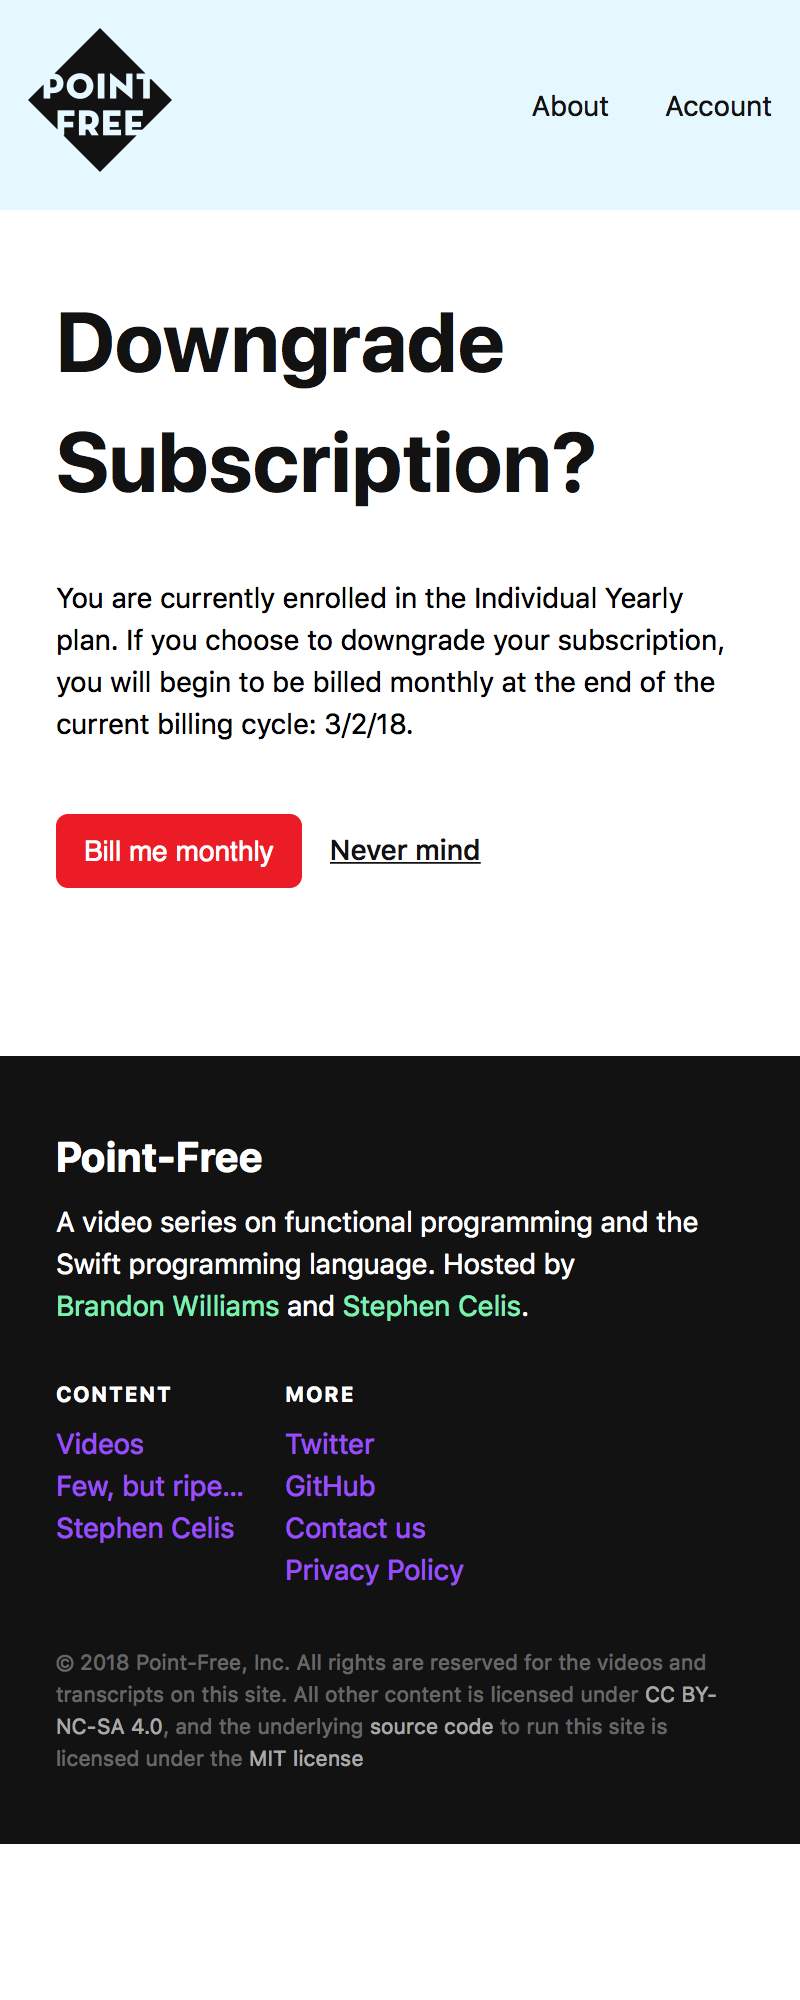 POINT
FREE
About
Account
Downgrade
Subscription?
You are currently enrolled in the Individual Yearly
plan. If you choose to downgrade your subscription,
you will begin to be billed monthly at the end of the
current billing cycle: 3/2/18.
Bill me monthly
Never mind
Point-Free
A video series on functional programming and the
Swift programming language. Hosted by
Brandon Williams and Stephen Celis.
CONTENT
Videos
Few, but ripe...
Stephen Celis
MORE
Twitter
GitHub
Contact us
Privacy Policy
© 2018 Point-Free, Inc. All rights are reserved for the videos and
transcripts on this site. All other content is licensed under CC BY-
NC-SA 4.0, and the underlying source code to run this site is
licensed under the MIT license